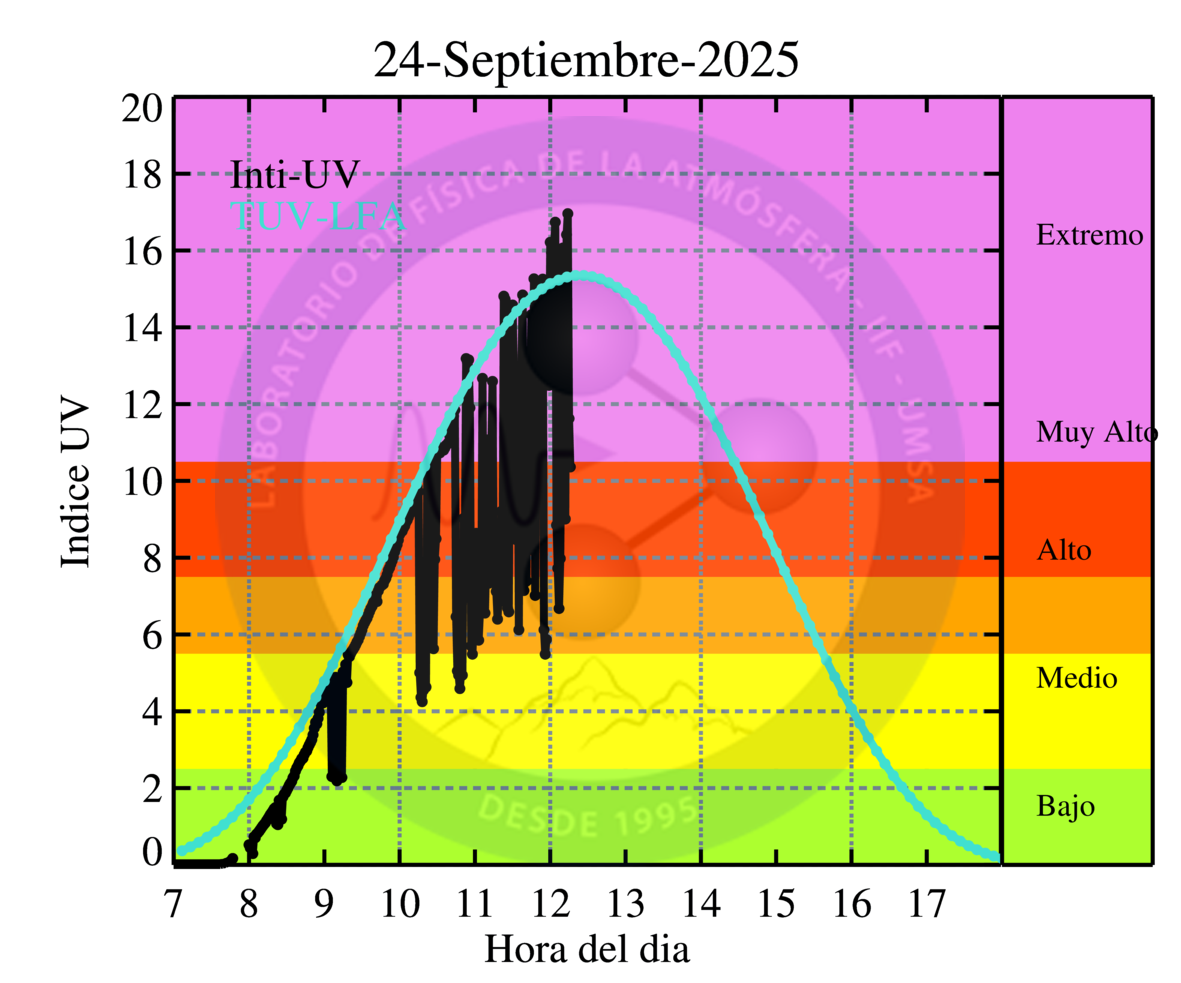 24-Septiembre-2025
20
18
16
14
12
10
8
6
4
2
0
Indice UV
Inti-UV
TUV-LFA
LABORATORIO DE FÍSICA DE LA ATMÓSFERA - IIF - UMSA
DESDE 1995
Extremo
Muy Alto
Alto
Medio
Bajo
7 8 9 10 11 12 13 14 15 16 17
Hora del dia